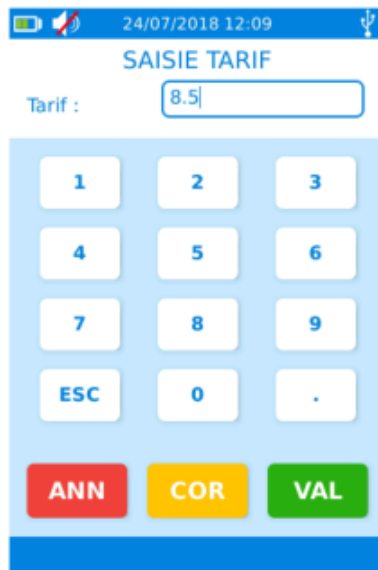 24/07/2018 12:09
SAISIE TARIF
Tarif : 8.5
1 2 3
4 5 6
7 8 9
ESC 0 .
ANN COR VAL